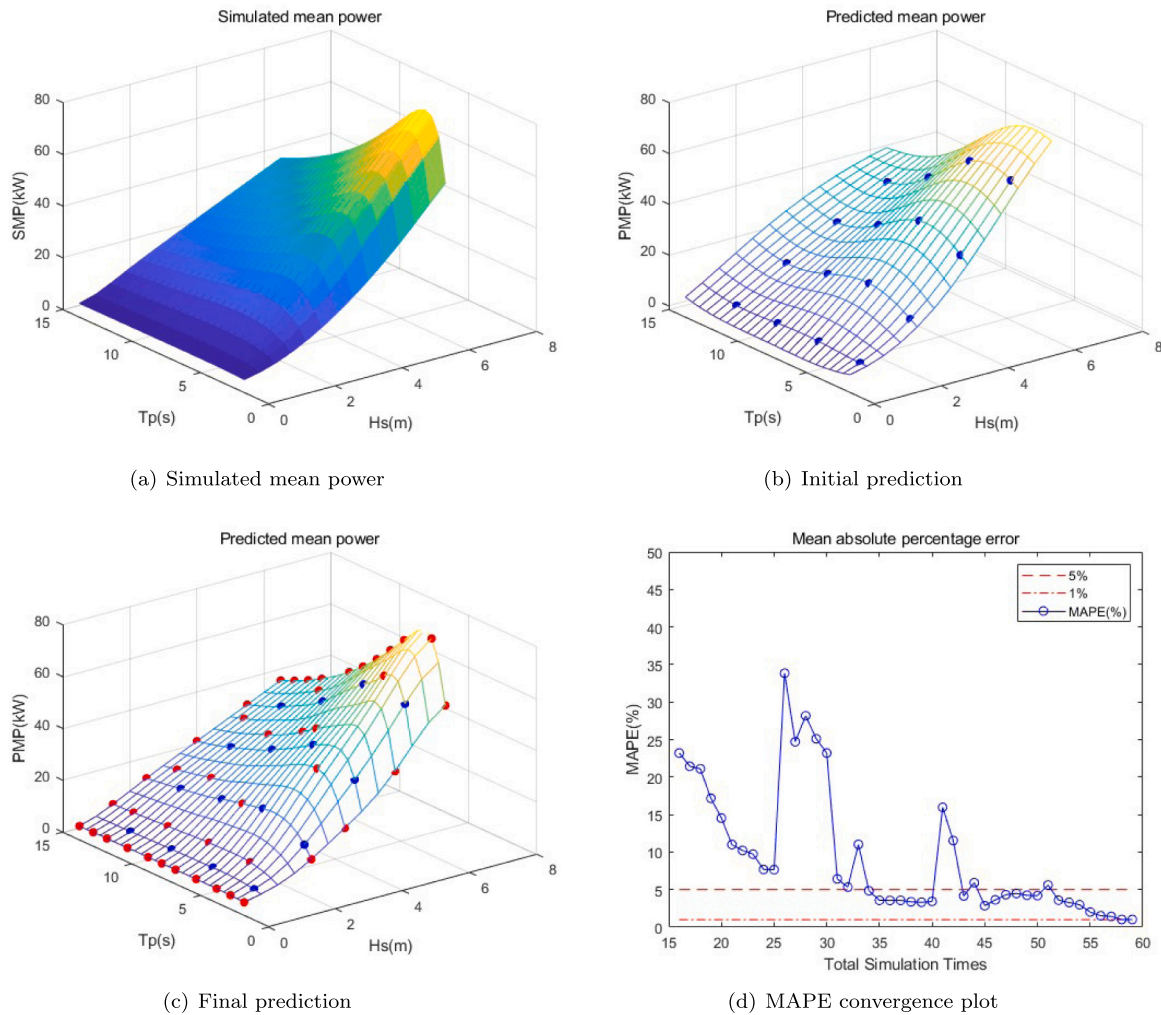 Simulated mean power
80
60
40
20
0
SMP(kW)
15
10
5
0
Tp(s)
0
2
4
6
8
Hs(m)
(a) Simulated mean power
Predicted mean power
80
60
40
20
0
PMP(kW)
15
10
5
0
Tp(s)
0
2
4
6
8
Hs(m)
(b) Initial prediction
Predicted mean power
80
60
40
20
0
PMP(kW)
15
10
5
0
Tp(s)
0
2
4
6
8
Hs(m)
(c) Final prediction
Mean absolute percentage error
50
45
40
35
30
25
20
15
10
5
0
MAPE(%)
5%
1%
MAPE(%)
15 20 25 30 35 40 45 50 55 60
Total Simulation Times
(d) MAPE convergence plot